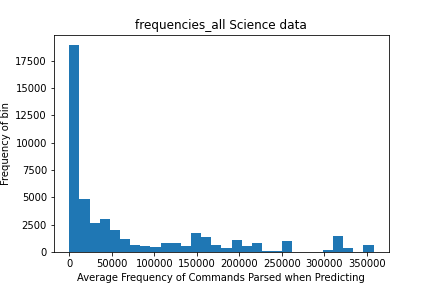 frequencies_all Science data
Frequency of bin
17500
15000
12500
10000
7500
5000
2500
0
0 50000 100000 150000 200000 250000 300000 350000
Average Frequency of Commands Parsed when Predicting